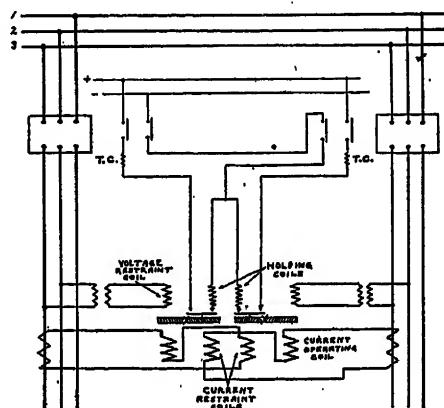 1
2
3
+
−
T.C.
T.C.
VOLTAGE
RESTRAINT
COIL
HOLDING
COILS
CURRENT
OPERATING
COIL
CURRENT
RESTRAINT
COILS